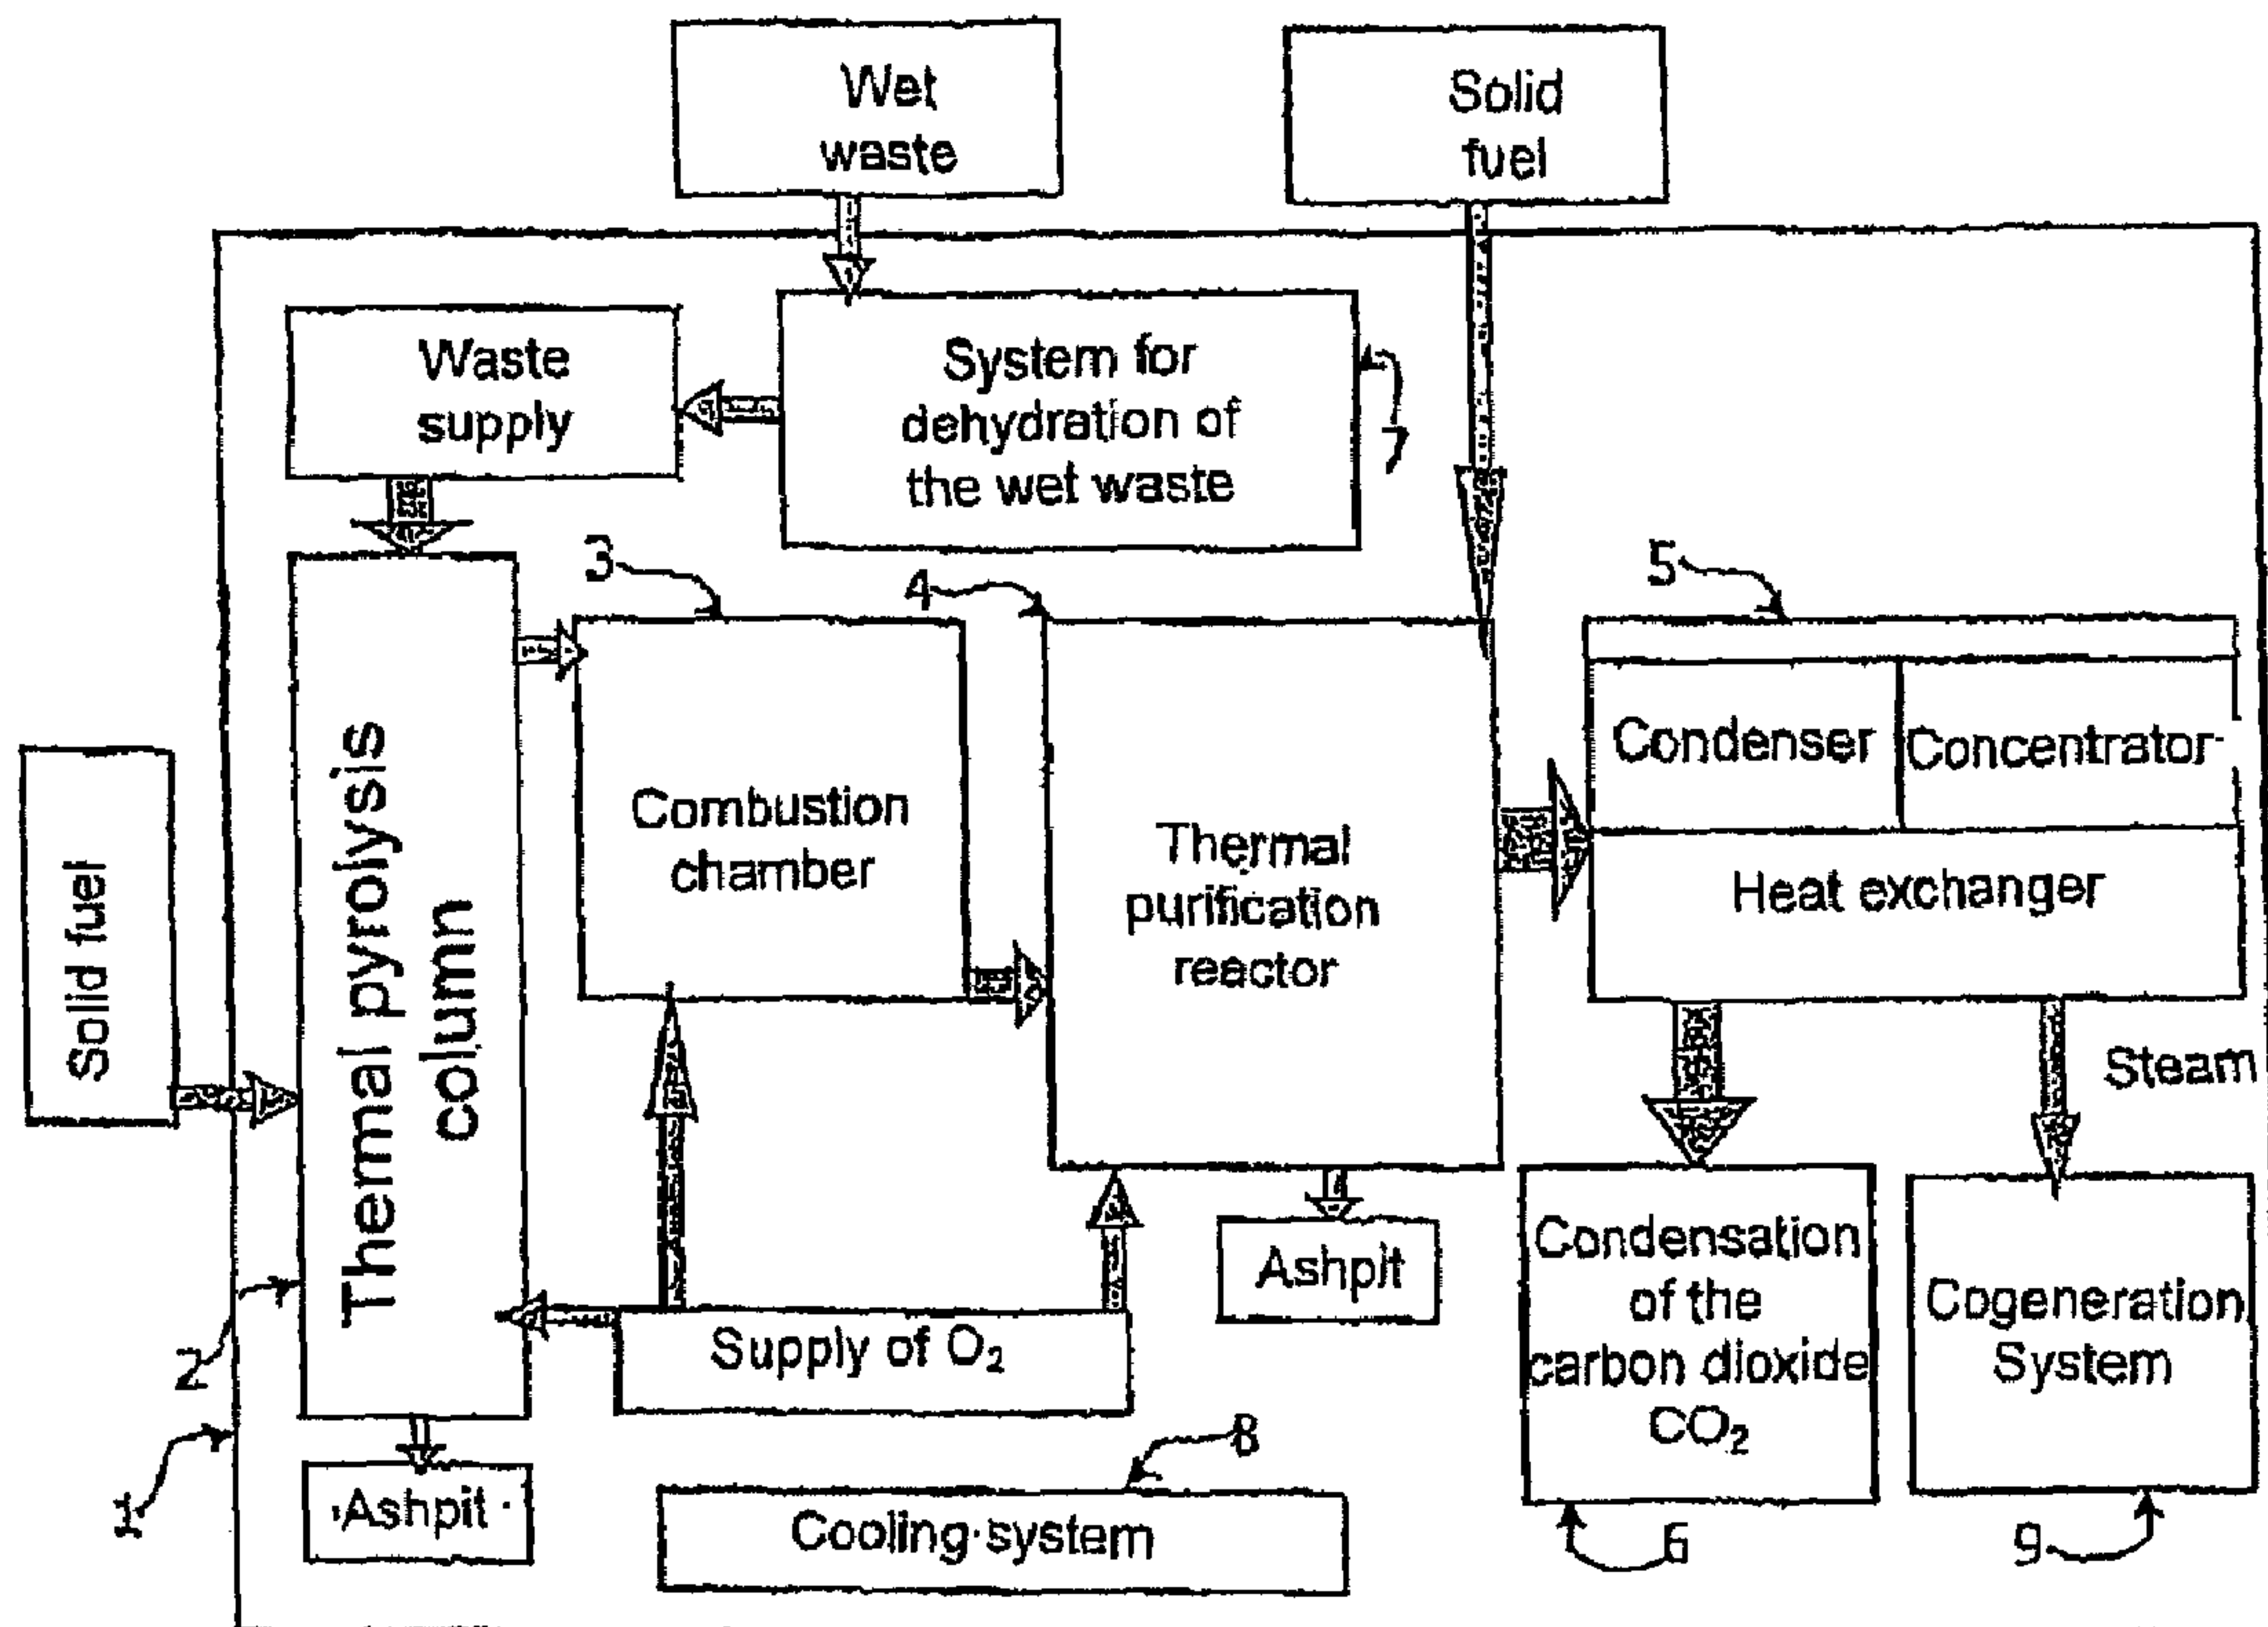 Wet
waste
Solid
fuel
Waste
supply
System for
dehydration of
the wet waste
7
3
4
5
Solid fuel
Thermal pyrolysis
column
Combustion
chamber
Thermal
purification
reactor
Condenser
Concentrator
Heat exchanger
Steam
Supply of O₂
Ashpit
Condensation
of the
carbon dioxide
CO₂
Cogeneration
System
2
1
Ashpit
8
Cooling system
6
9